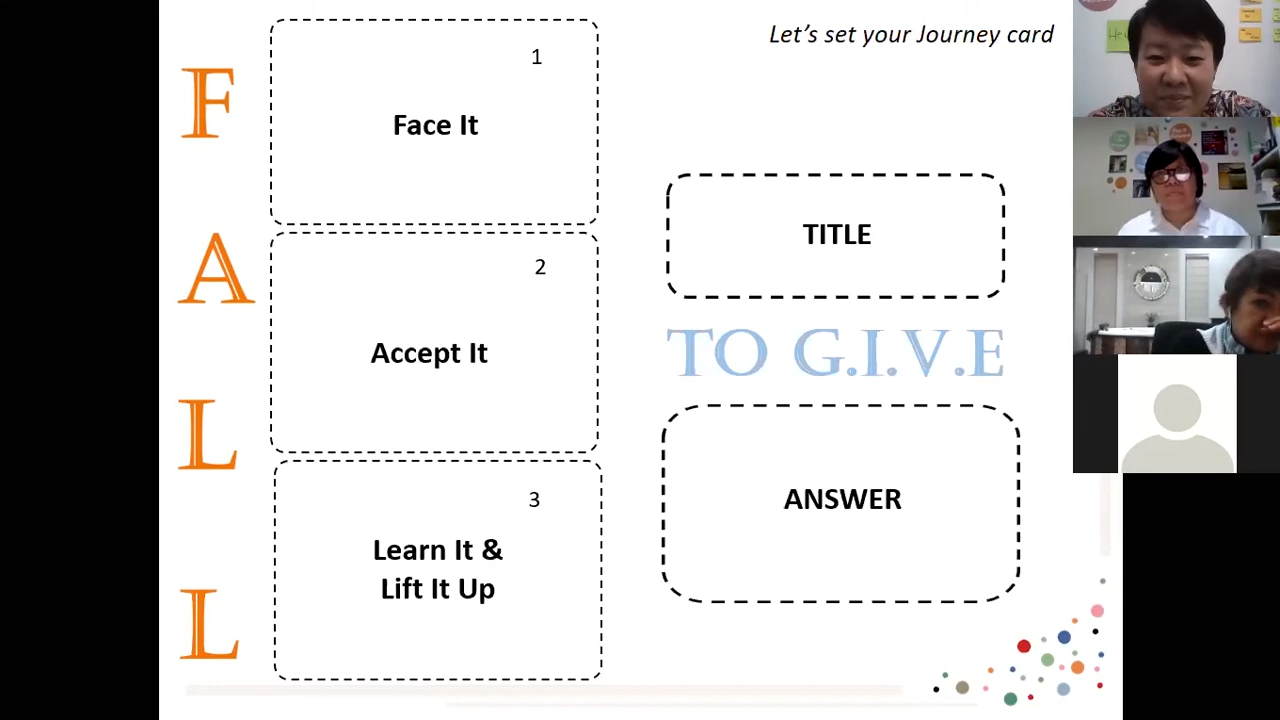 Let's set your Journey card
F
1
Face It
A
2
Accept It
L
3
Learn It &
Lift It Up
L
TITLE
TO G.I.V.E
ANSWER